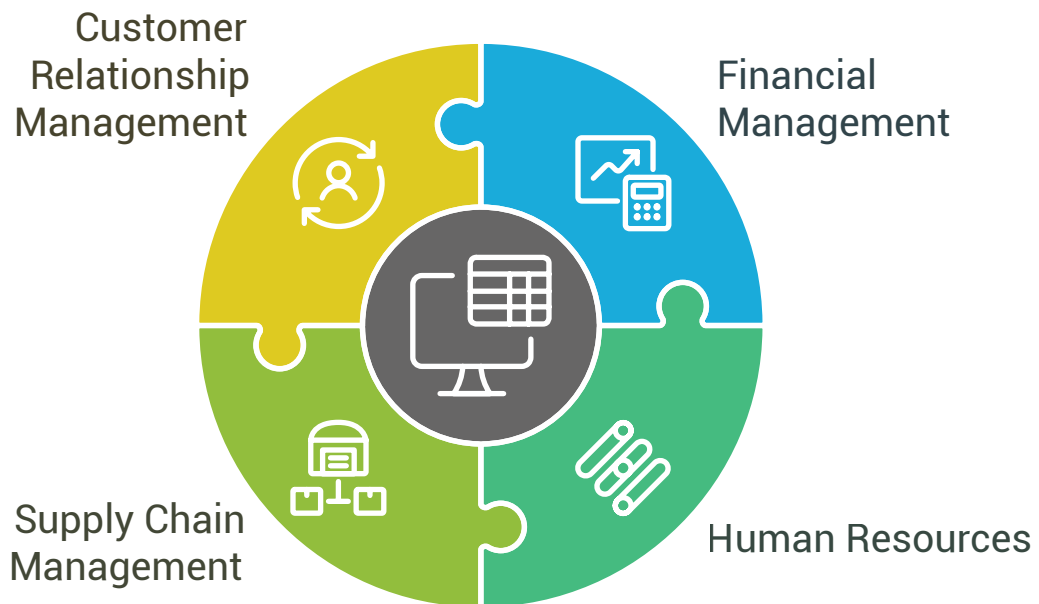 Customer
Relationship
Management
Financial
Management
Supply Chain
Management
Human Resources